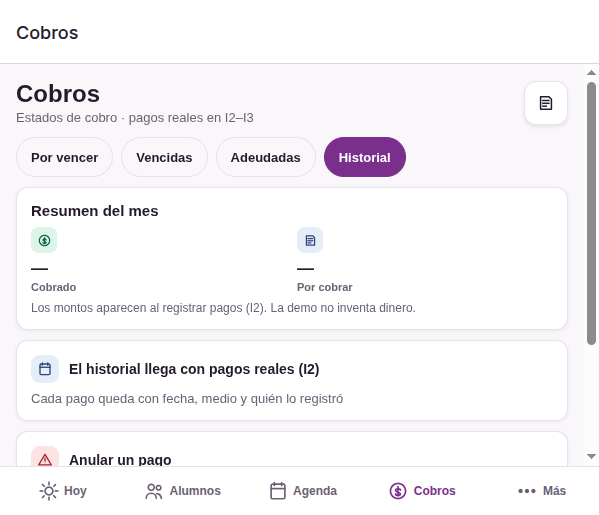 Cobros
Cobros
Estados de cobro · pagos reales en I2–I3
Por vencer
Vencidas
Adeudadas
Historial
Resumen del mes
—
—
Cobrado
Por cobrar
Los montos aparecen al registrar pagos (I2). La demo no inventa dinero.
El historial llega con pagos reales (I2)
Cada pago queda con fecha, medio y quién lo registró
Anular un pago
Hoy
Alumnos
Agenda
Cobros
Más